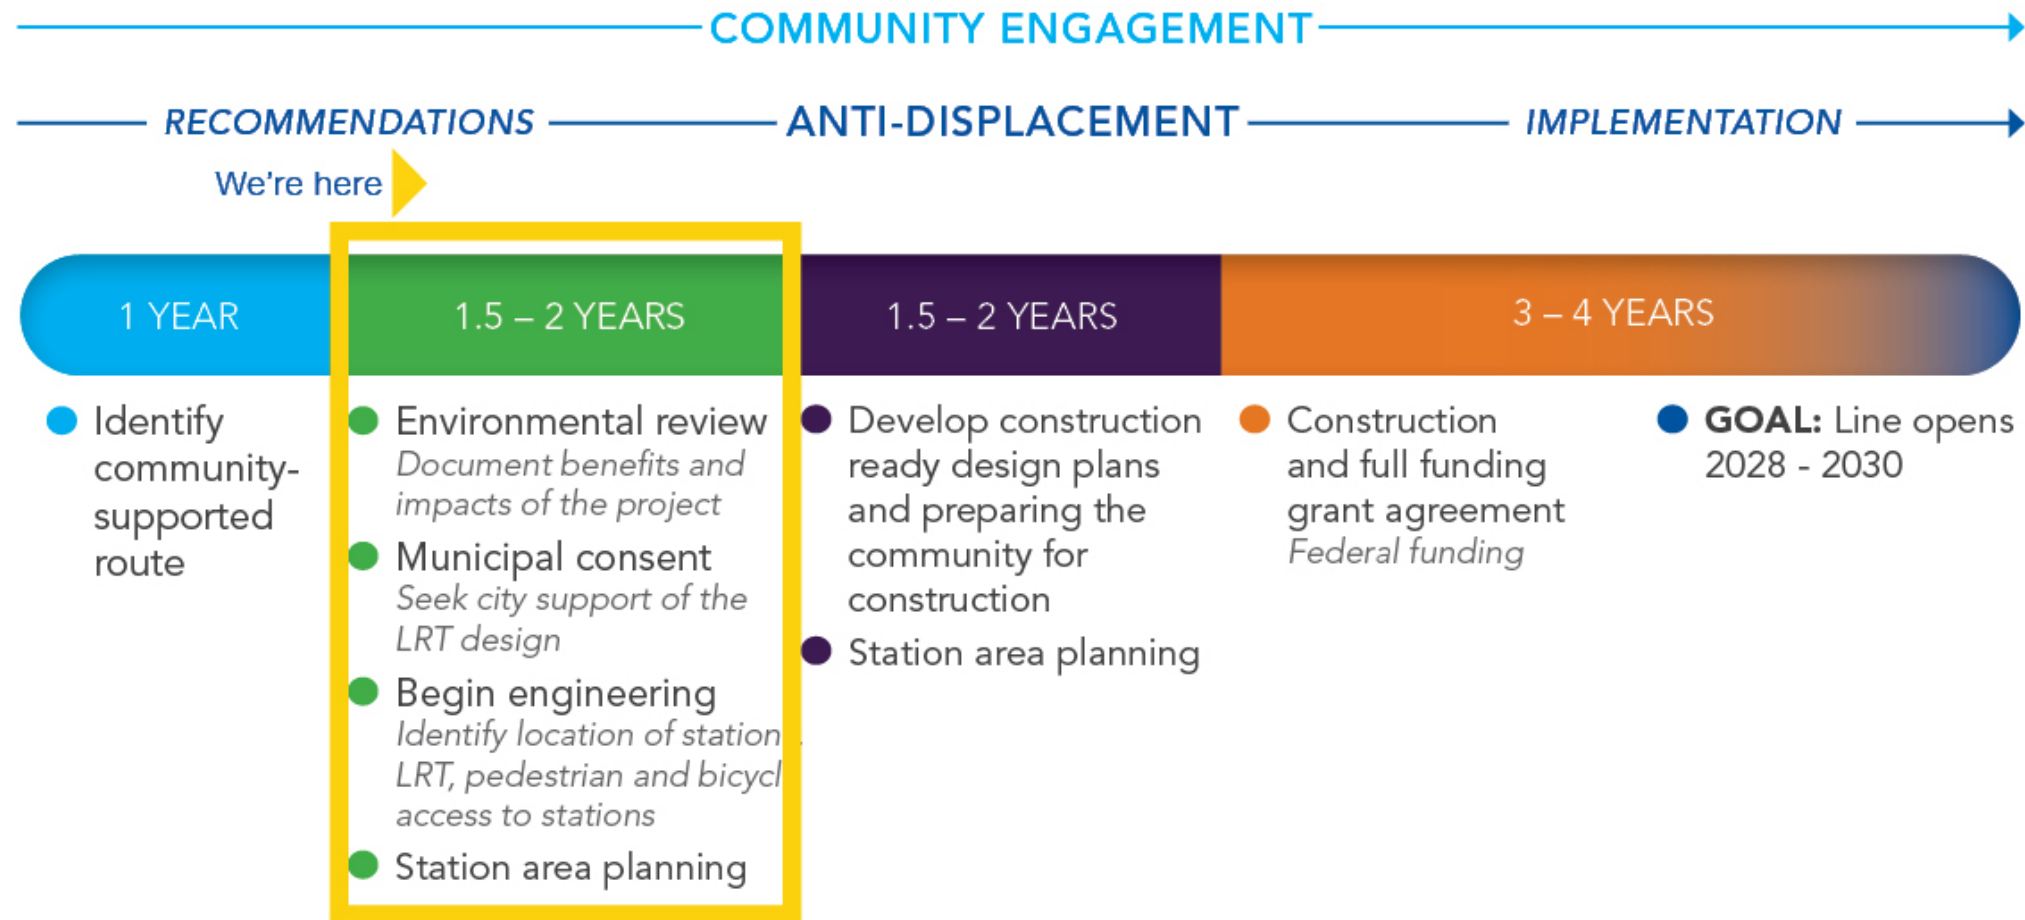 COMMUNITY ENGAGEMENT
RECOMMENDATIONS
ANTI-DISPLACEMENT
IMPLEMENTATION
We're here
1 YEAR
1.5 – 2 YEARS
1.5 – 2 YEARS
3 – 4 YEARS
Identify
community-
supported
route
Environmental review
Document benefits and
impacts of the project
Municipal consent
Seek city support of the
LRT design
Begin engineering
Identify location of station
LRT, pedestrian and bicycl
access to stations
Station area planning
Develop construction
ready design plans
and preparing the
community for
construction
Station area planning
Construction
and full funding
grant agreement
Federal funding
GOAL: Line opens
2028 - 2030